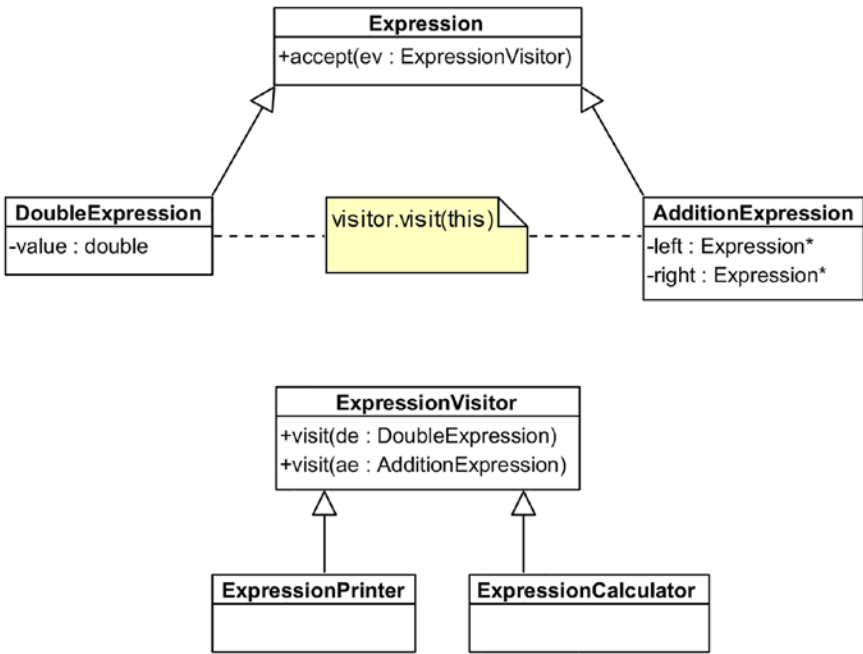 Expression
+accept(ev : ExpressionVisitor)
DoubleExpression
-value : double
visitor.visit(this)
AdditionExpression
-left : Expression*
-right : Expression*
ExpressionVisitor
+visit(de : DoubleExpression)
+visit(ae : AdditionExpression)
ExpressionPrinter
ExpressionCalculator